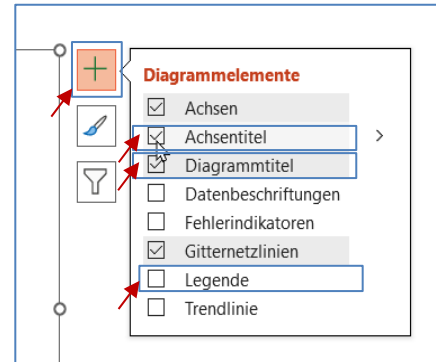 Diagrammelemente
Achsen
Achsentitel
Diagrammtitel
Datenbeschriftungen
Fehlerindikatoren
Gitternetzlinien
Legende
Trendlinie